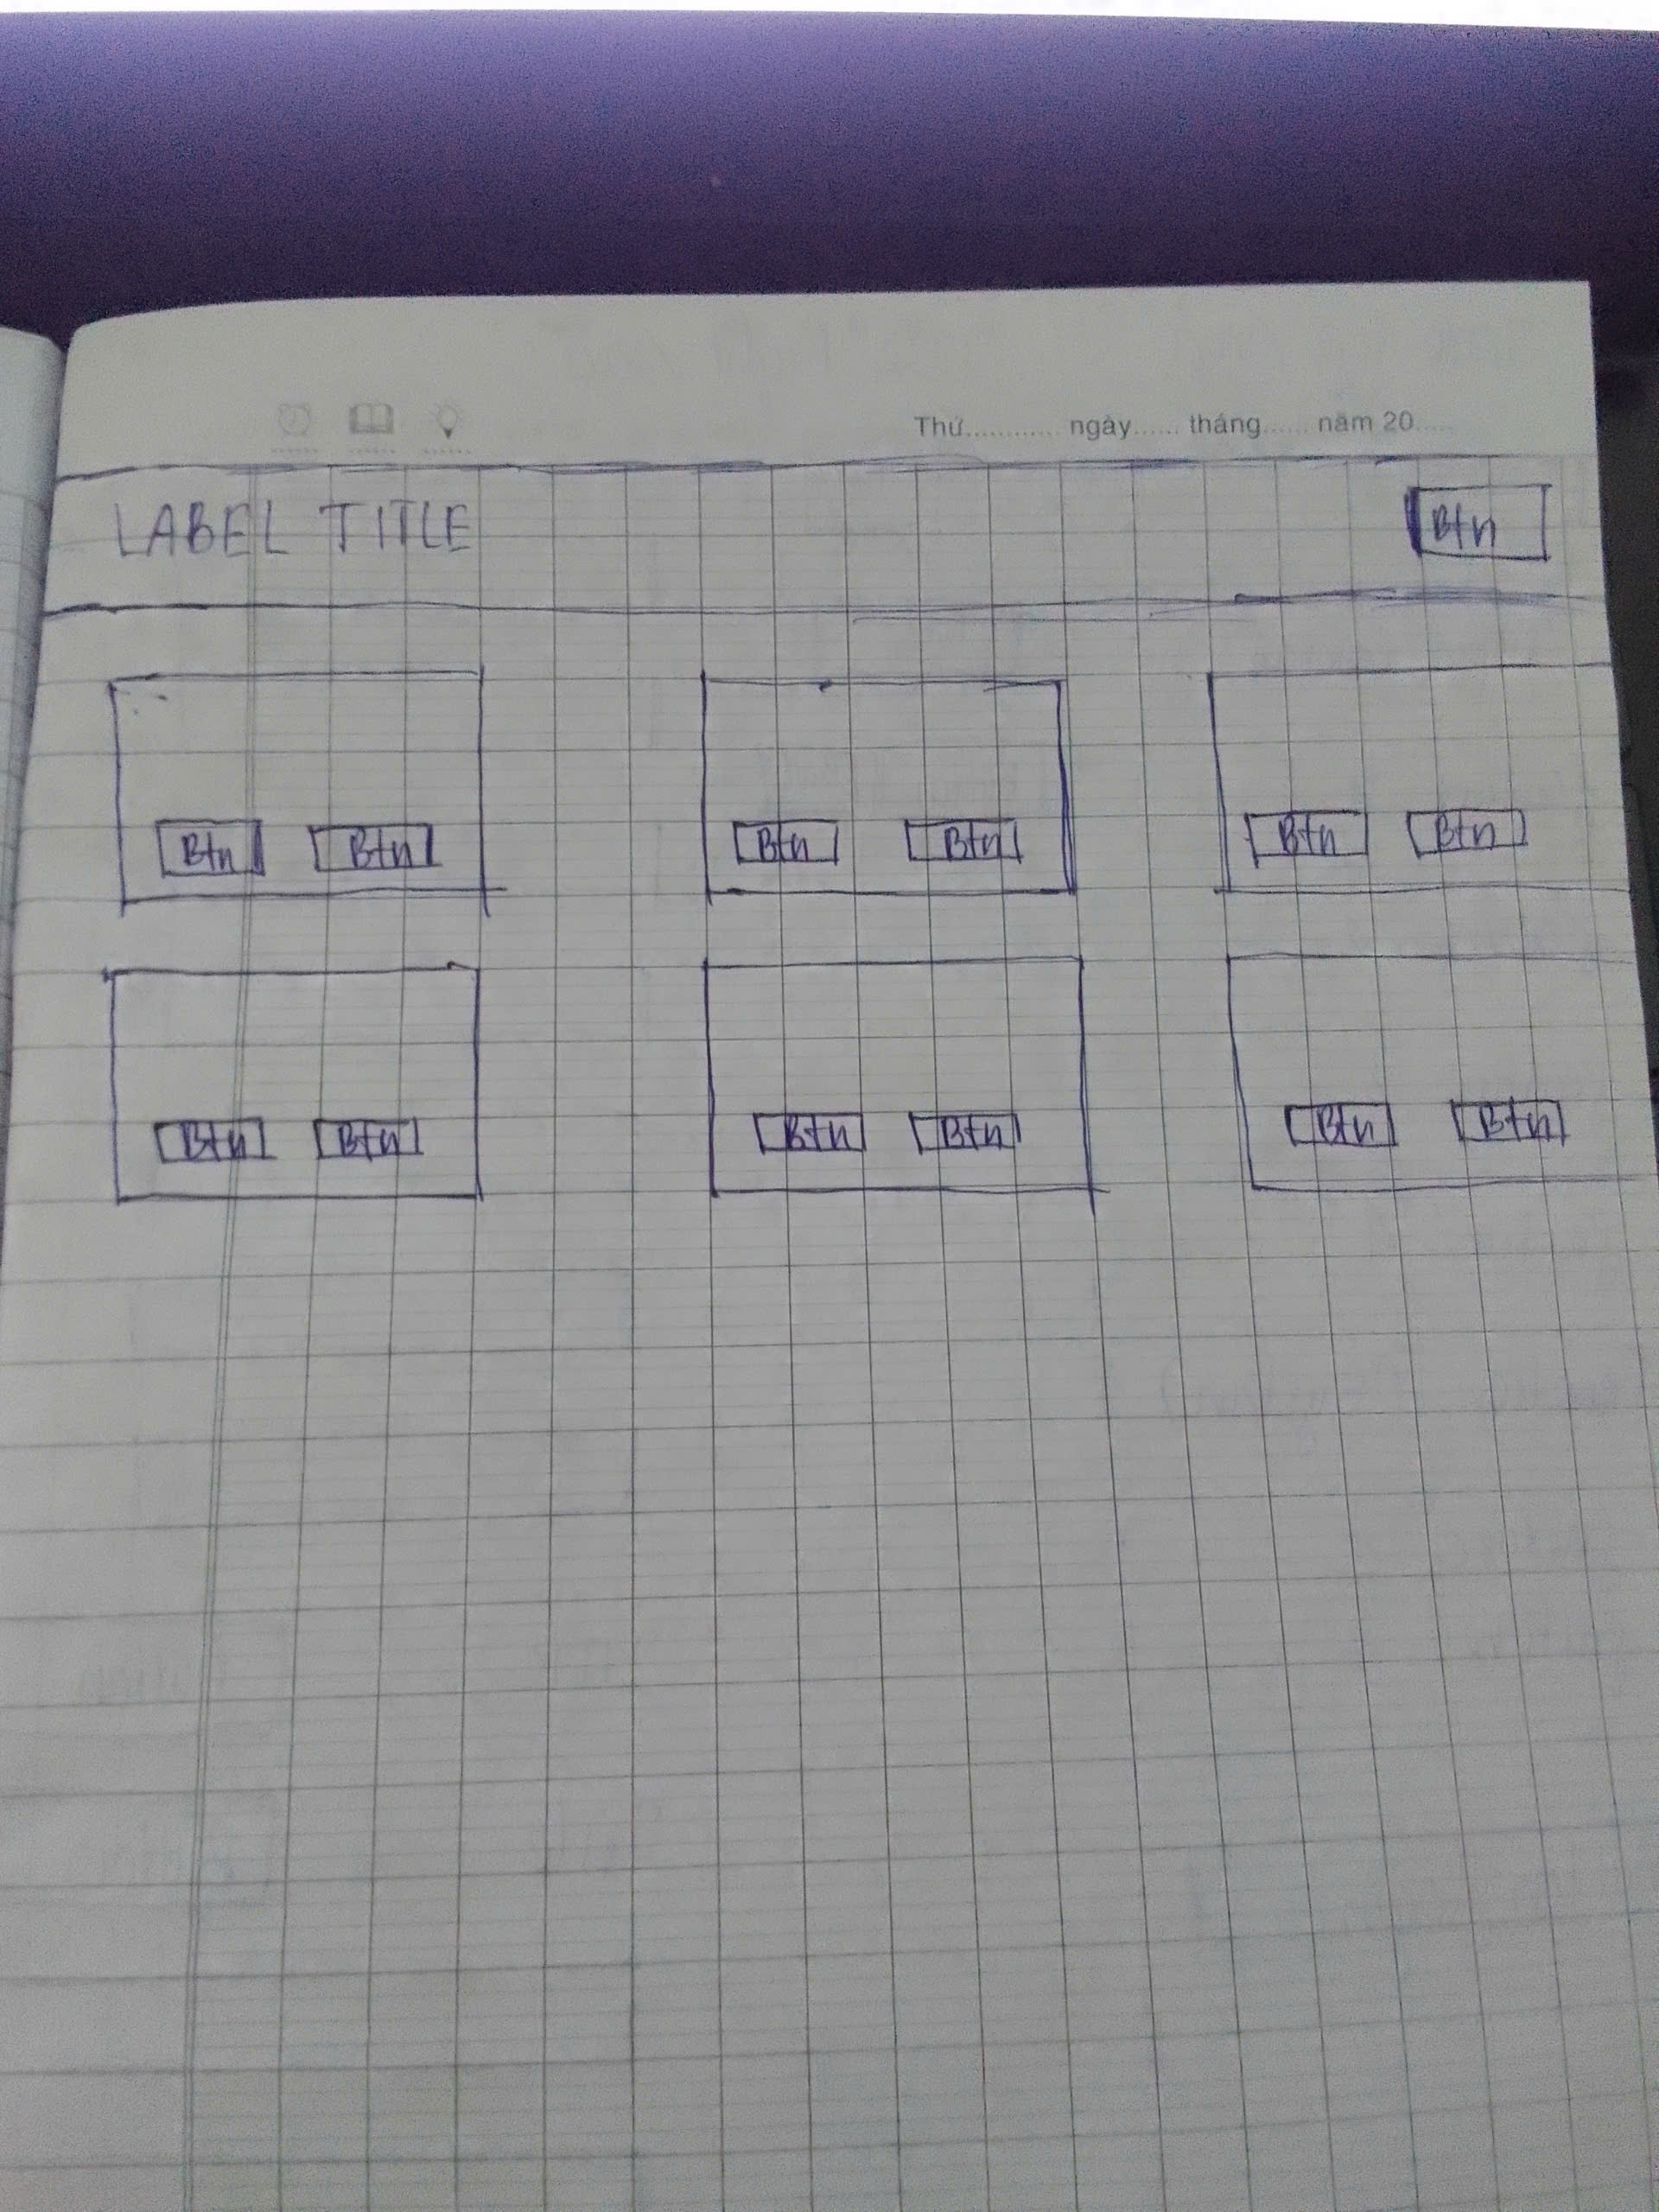 Thứ............ ngày...... tháng...... năm 20.....
LABEL TITLE Btn
Btn Btn Btn Btn Btn Btn
Btn Btn Btn Btn Btn Btn